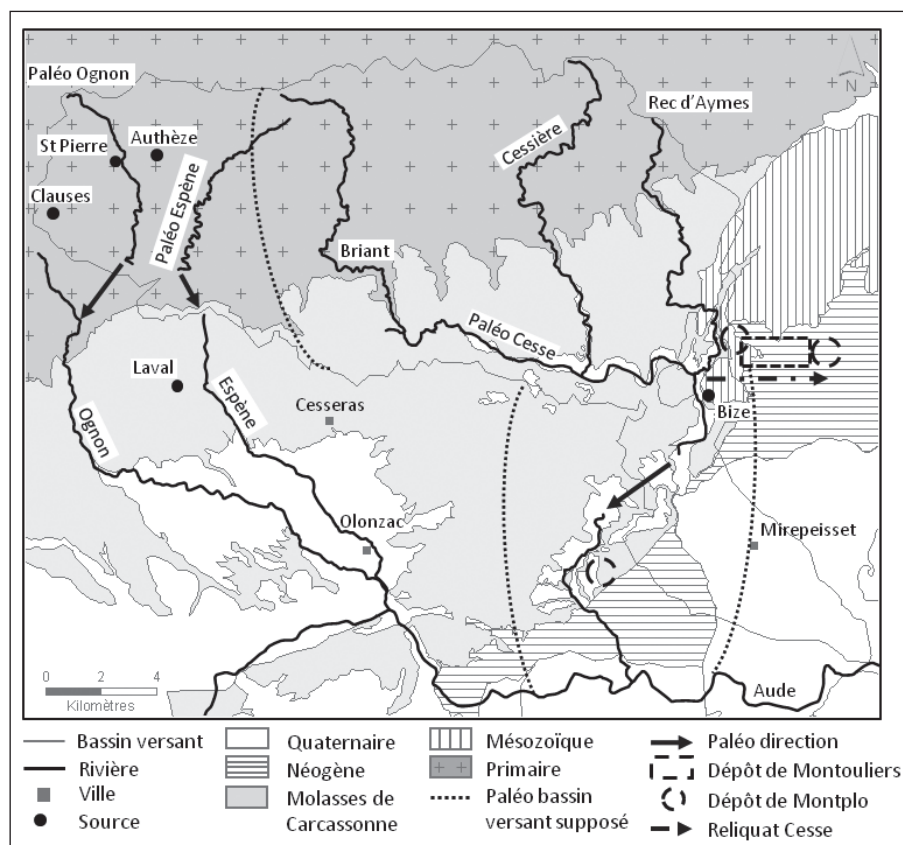 Paléo Ognon
N
Rec d'Aymes
St Pierre
Authèze
Cessière
Clauses
Paléo Espène
Briant
Paléo Cesse
Laval
Ognon
Espène
Cesseras
Bize
Olonzac
Mirepeisset
0 2 4
Kilomètres
Aude
Bassin versant
Rivière
Ville
Source
Quaternaire
Néogène
Molasses de
Carcassonne
Mésozoïque
Primaire
Paléo bassin
versant supposé
Paléo direction
Dépôt de Montouliers
Dépôt de Montplo
Reliquat Cesse